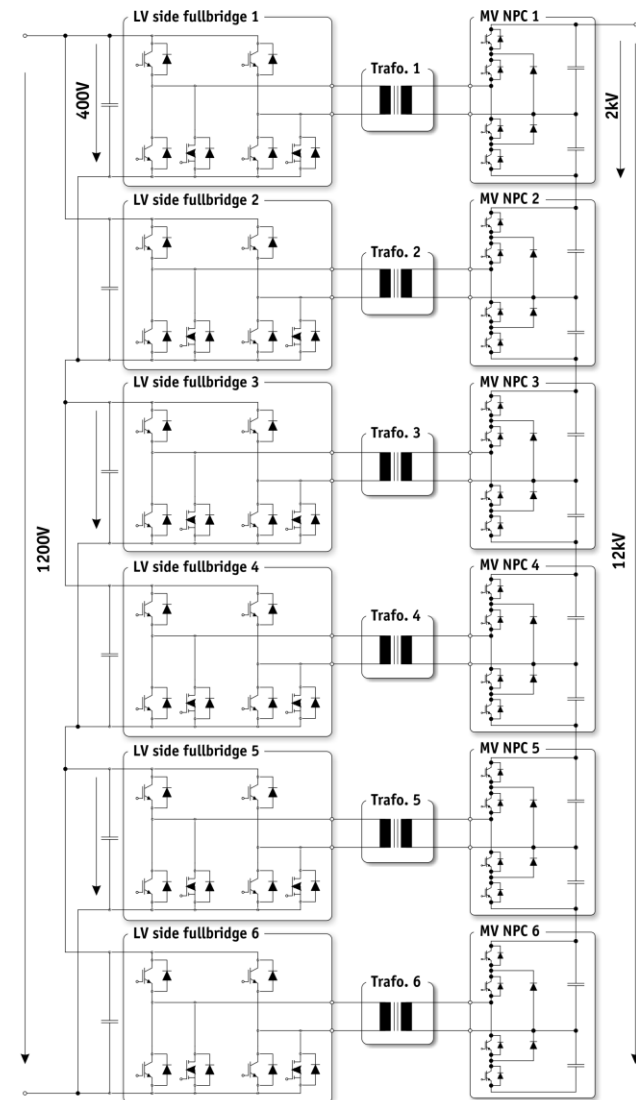 LV side fullbridge 1
MV NPC 1
Trafo. 1
400V
2kV
LV side fullbridge 2
MV NPC 2
Trafo. 2
LV side fullbridge 3
MV NPC 3
Trafo. 3
1200V
12kV
LV side fullbridge 4
MV NPC 4
Trafo. 4
LV side fullbridge 5
MV NPC 5
Trafo. 5
LV side fullbridge 6
MV NPC 6
Trafo. 6